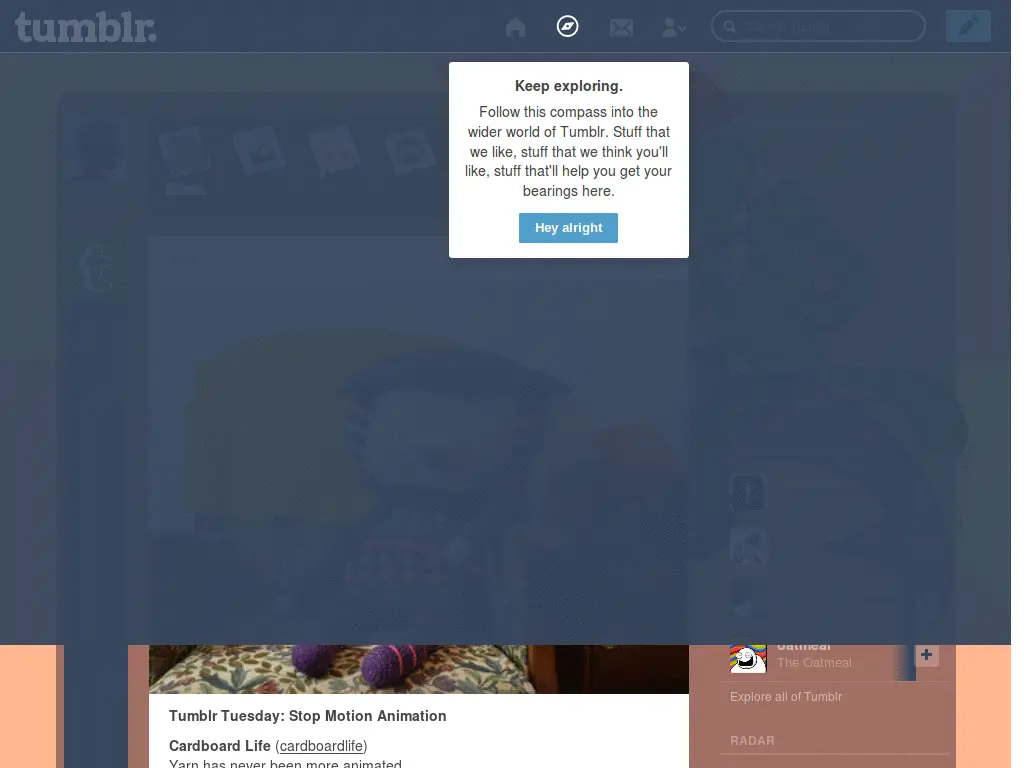 tumblr.
Keep exploring.
Follow this compass into the
wider world of Tumblr. Stuff that
we like, stuff that we think you'll
like, stuff that'll help you get your
bearings here.
Hey alright
oatmeal
The Oatmeal
Explore all of Tumblr
Tumblr Tuesday: Stop Motion Animation
RADAR
Cardboard Life (cardboardlife)
Yarn has never been more animated.